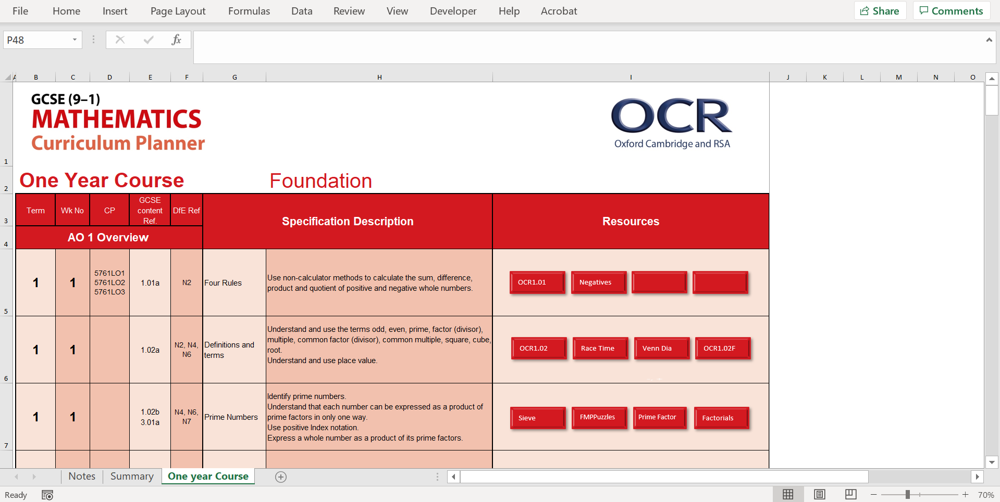 File Home Insert Page Layout Formulas Data Review View Developer Help Acrobat Share Comments
P48 fx
A B C D E F G H I J K L M N O
GCSE (9–1)
MATHEMATICS
Curriculum Planner
OCR
Oxford Cambridge and RSA
1
One Year Course Foundation
2
Term Wk No CP GCSE content Ref. DfE Ref
3
Specification Description Resources
AO 1 Overview
4
1 1 5761LO1
5761LO2
5761LO3
1.01a N2 Four Rules
Use non-calculator methods to calculate the sum, difference,
product and quotient of positive and negative whole numbers.
OCR1.01 Negatives
5
1 1 1.02a
N2, N4,
N6
Definitions and
terms
Understand and use the terms odd, even, prime, factor (divisor),
multiple, common factor (divisor), common multiple, square, cube,
root.
Understand and use place value.
OCR1.02 Race Time Venn Dia OCR1.02F
6
1 1
1.02b
3.01a
N4, N6,
N7
Prime Numbers
Identify prime numbers.
Understand that each number can be expressed as a product of
prime factors in only one way.
Use positive Index notation.
Express a whole number as a product of its prime factors.
Sieve FMPPuzzles Prime Factor Factorials
7
Notes Summary One year Course
Ready 70%